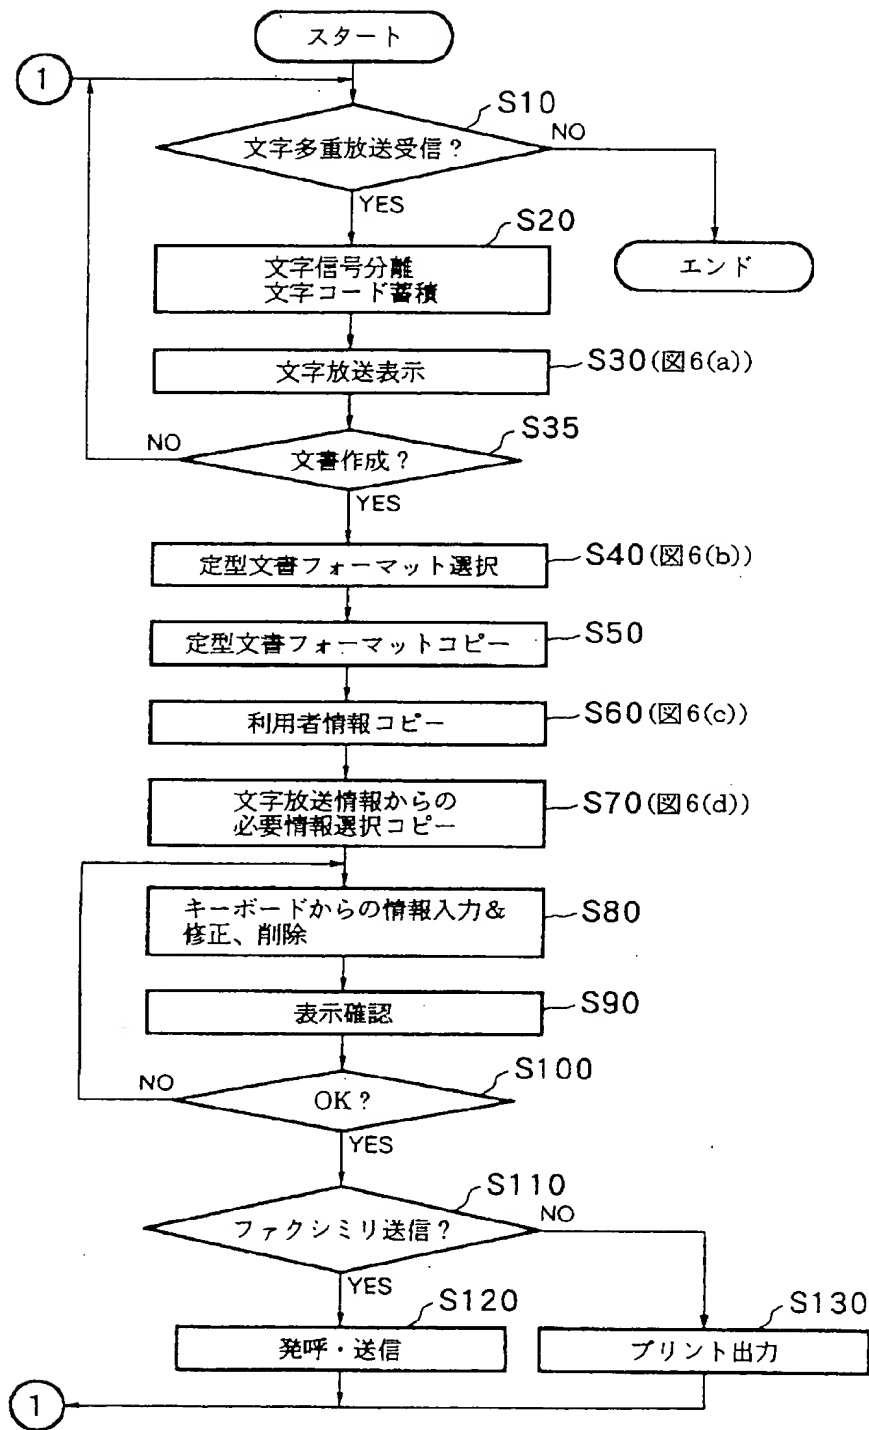 スタート
1
S10
文字多重放送受信?
NO
YES
S20
文字信号分離
文字コード蓄積
エンド
文字放送表示
S30(図6(a))
S35
NO
文書作成?
YES
定型文書フォーマット選択
S40(図6(b))
定型文書フォーマットコピー
S50
利用者情報コピー
S60(図6(c))
文字放送情報からの
必要情報選択コピー
S70(図6(d))
キーボードからの情報入力&
修正、削除
S80
表示確認
S90
S100
NO
OK?
YES
S110
ファクシミリ送信?
NO
YES
S120
発呼・送信
S130
プリント出力
1